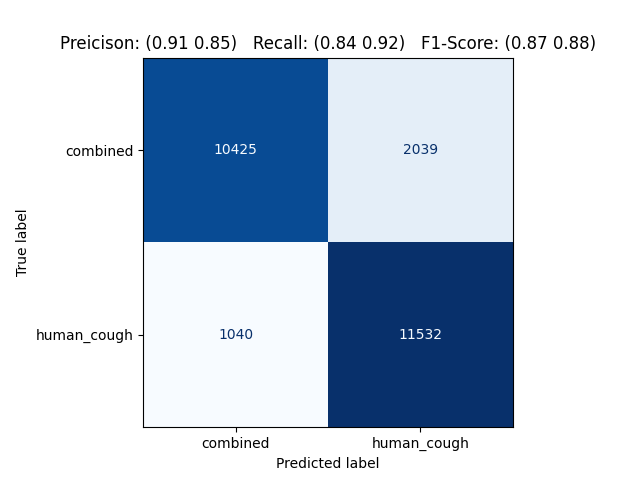 Preicison: (0.91 0.85)   Recall: (0.84 0.92)   F1-Score: (0.87 0.88)
combined
10425
2039
True label
human_cough
1040
11532
combined
human_cough
Predicted label